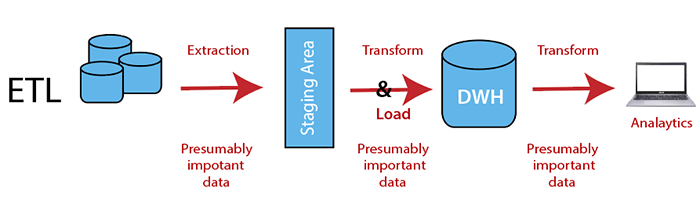 ETL
Extraction
Presumably
impotant
data
Staging Area
Transform
&
Load
Presumably
important
data
DWH
Transform
Presumably
important
data
Analaytics